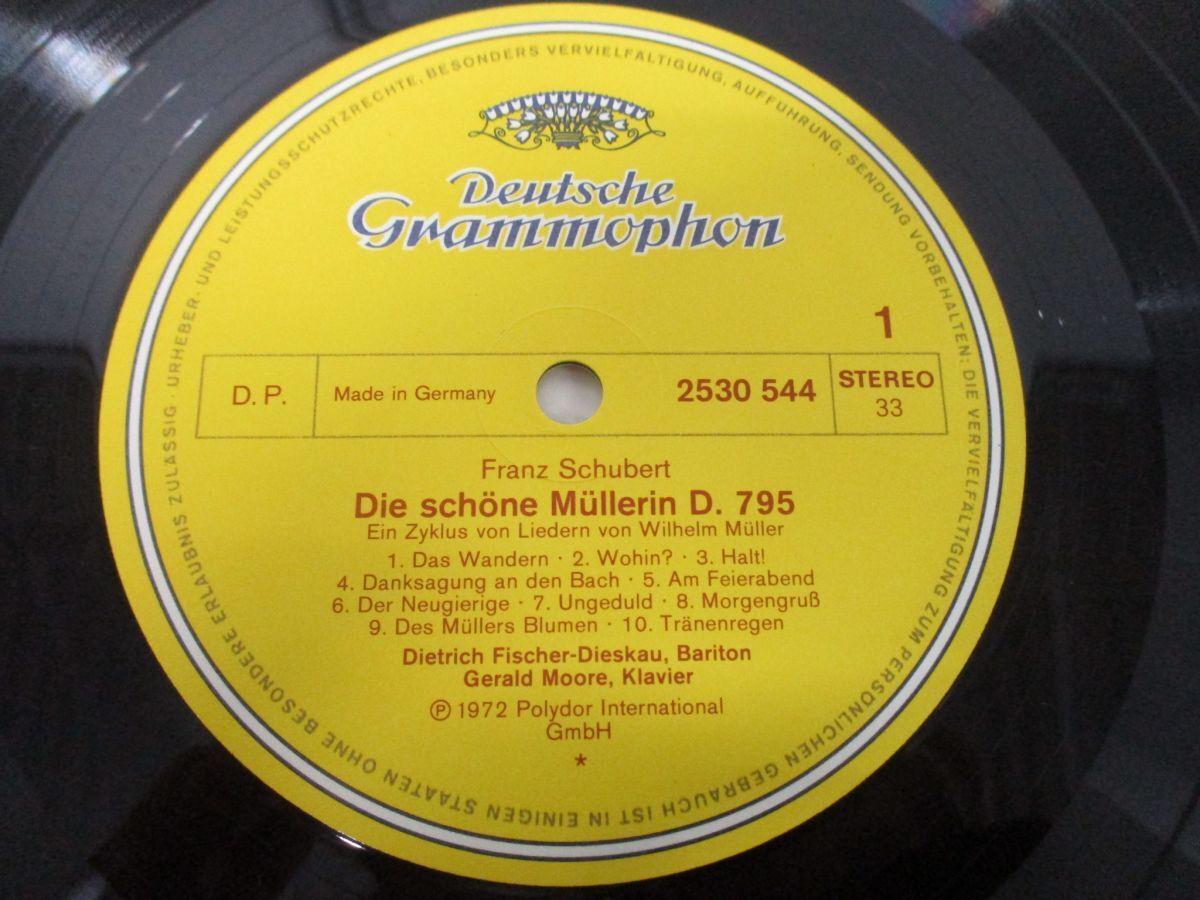 Deutsche
Grammophon
1
D. P.
Made in Germany
2530 544
STEREO
33
Franz Schubert
Die schöne Müllerin D. 795
Ein Zyklus von Liedern von Wilhelm Müller
1. Das Wandern · 2. Wohin? · 3. Halt!
4. Danksagung an den Bach · 5. Am Feierabend
6. Der Neugierige · 7. Ungeduld · 8. Morgengruß
9. Des Müllers Blumen · 10. Tränenregen
Dietrich Fischer-Dieskau, Bariton
Gerald Moore, Klavier
℗ 1972 Polydor International
GmbH
*
URHEBER- UND LEISTUNGSSCHUTZRECHTE, BESONDERS VERVIELFÄLTIGUNG, AUFFÜHRUNG, SENDUNG VORBEHALTEN: DIE VERVIELFÄLTIGUNG ZUM PERSÖNLICHEN GEBRAUCH IST IN EINIGEN STAATEN OHNE BESONDERE ERLAUBNIS ZULÄSSIG ·